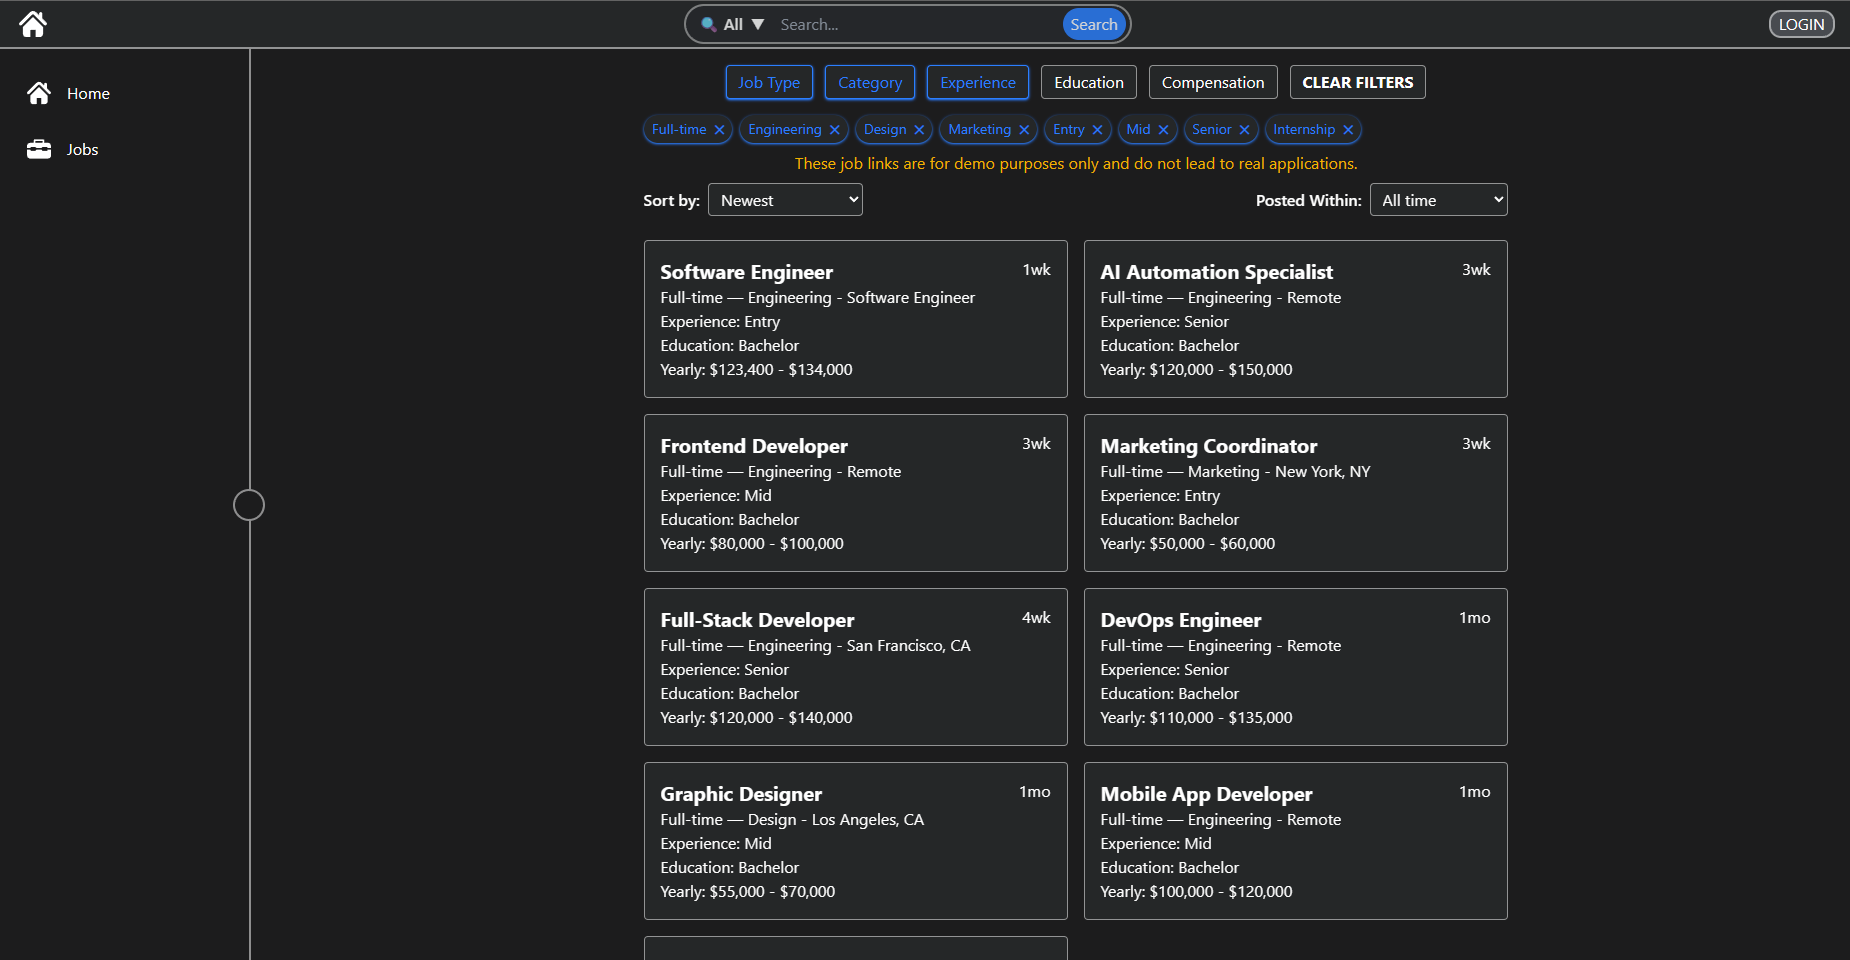 All ▼ Search... Search LOGIN
Home
Jobs
Job Type Category Experience Education Compensation CLEAR FILTERS
Full-time × Engineering × Design × Marketing × Entry × Mid × Senior × Internship ×
These job links are for demo purposes only and do not lead to real applications.
Sort by: Newest Posted Within: All time
Software Engineer 1wk
Full-time — Engineering - Software Engineer
Experience: Entry
Education: Bachelor
Yearly: $123,400 - $134,000
AI Automation Specialist 3wk
Full-time — Engineering - Remote
Experience: Senior
Education: Bachelor
Yearly: $120,000 - $150,000
Frontend Developer 3wk
Full-time — Engineering - Remote
Experience: Mid
Education: Bachelor
Yearly: $80,000 - $100,000
Marketing Coordinator 3wk
Full-time — Marketing - New York, NY
Experience: Entry
Education: Bachelor
Yearly: $50,000 - $60,000
Full-Stack Developer 4wk
Full-time — Engineering - San Francisco, CA
Experience: Senior
Education: Bachelor
Yearly: $120,000 - $140,000
DevOps Engineer 1mo
Full-time — Engineering - Remote
Experience: Senior
Education: Bachelor
Yearly: $110,000 - $135,000
Graphic Designer 1mo
Full-time — Design - Los Angeles, CA
Experience: Mid
Education: Bachelor
Yearly: $55,000 - $70,000
Mobile App Developer 1mo
Full-time — Engineering - Remote
Experience: Mid
Education: Bachelor
Yearly: $100,000 - $120,000